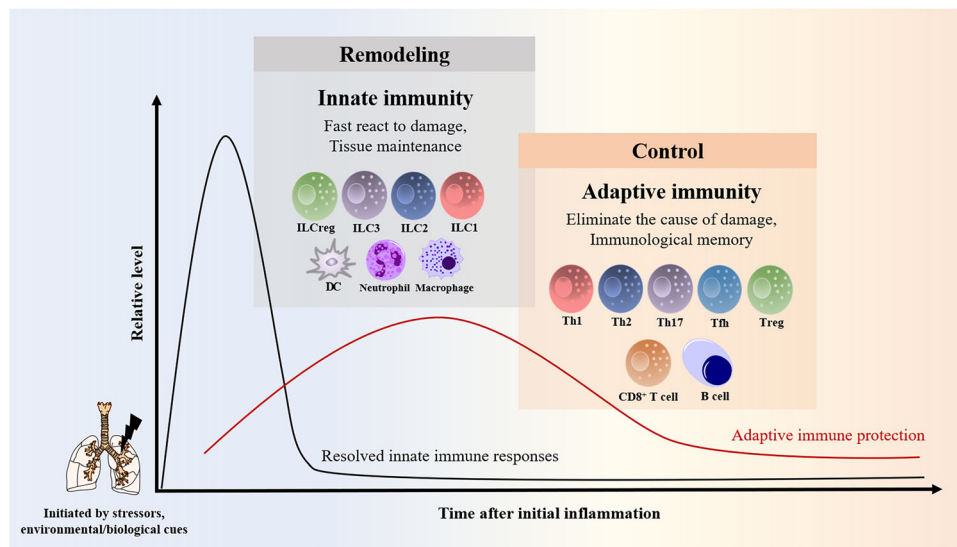 Remodeling
Innate immunity
Fast react to damage,
Tissue maintenance
ILCreg ILC3 ILC2 ILC1
DC Neutrophil Macrophage
Control
Adaptive immunity
Eliminate the cause of damage,
Immunological memory
Th1 Th2 Th17 Tfh Treg
CD8⁺ T cell B cell
Relative level
Adaptive immune protection
Resolved innate immune responses
Time after initial inflammation
Initiated by stressors,
environmental/biological cues